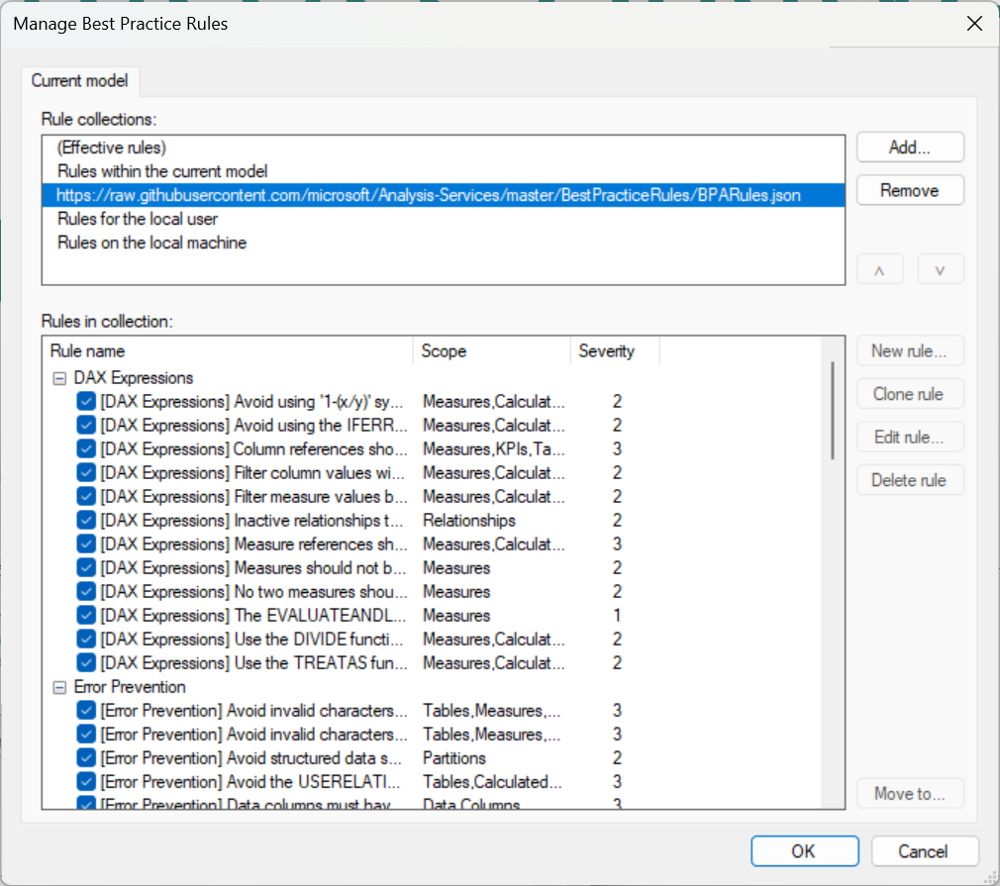 Manage Best Practice Rules
Current model
Rule collections:
(Effective rules)
Rules within the current model
https://raw.githubusercontent.com/microsoft/Analysis-Services/master/BestPracticeRules/BPARules.json
Rules for the local user
Rules on the local machine
Add...
Remove
Rules in collection:
Rule name Scope Severity
DAX Expressions
[DAX Expressions] Avoid using '1-(x/y)' sy... Measures,Calculat... 2
[DAX Expressions] Avoid using the IFERR... Measures,Calculat... 2
[DAX Expressions] Column references sho... Measures,KPIs,Ta... 3
[DAX Expressions] Filter column values wi... Measures,Calculat... 2
[DAX Expressions] Filter measure values b... Measures,Calculat... 2
[DAX Expressions] Inactive relationships t... Relationships 2
[DAX Expressions] Measure references sh... Measures,Calculat... 3
[DAX Expressions] Measures should not b... Measures 2
[DAX Expressions] No two measures shou... Measures 2
[DAX Expressions] The EVALUATEANDL... Measures 1
[DAX Expressions] Use the DIVIDE functi... Measures,Calculat... 2
[DAX Expressions] Use the TREATAS fun... Measures,Calculat... 2
Error Prevention
[Error Prevention] Avoid invalid characters... Tables,Measures,... 3
[Error Prevention] Avoid invalid characters... Tables,Measures,... 3
[Error Prevention] Avoid structured data s... Partitions 2
[Error Prevention] Avoid the USERELATI... Tables,Calculated... 3
[Error Prevention] Data columns must hav... Data Columns 3
New rule...
Clone rule
Edit rule...
Delete rule
Move to...
OK
Cancel